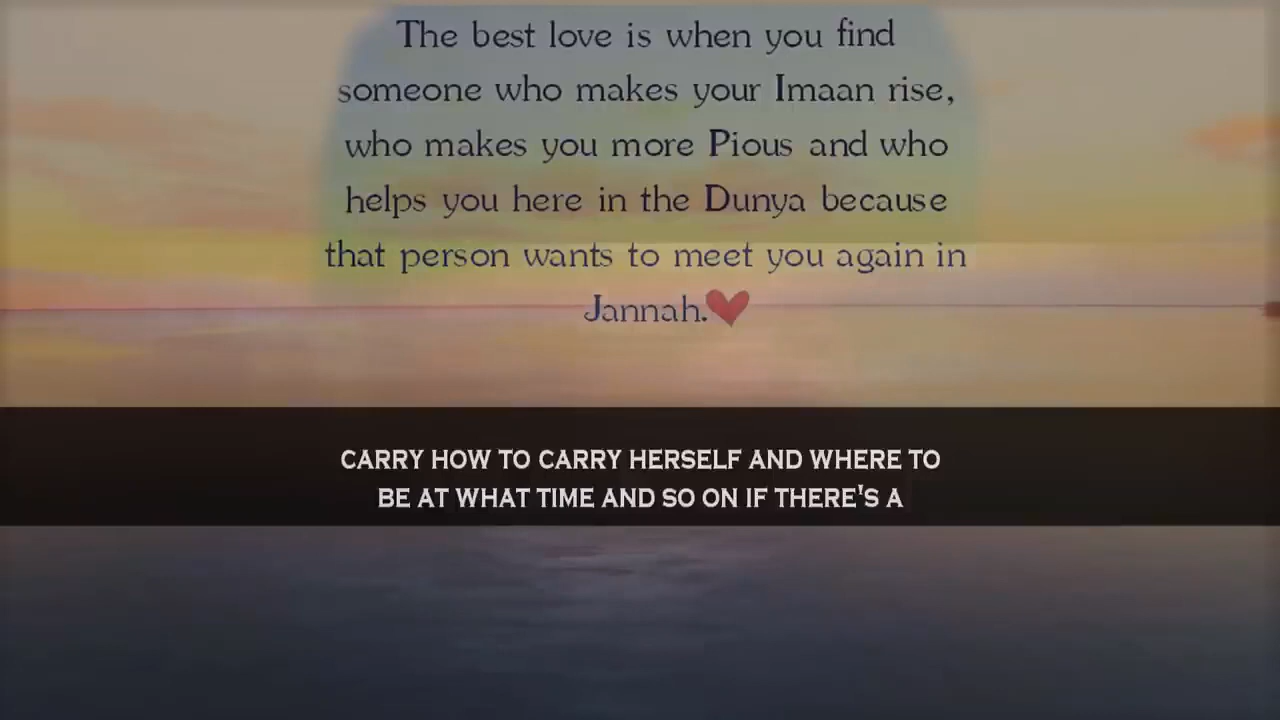 The best love is when you find
someone who makes your Imaan rise,
who makes you more Pious and who
helps you here in the Dunya because
that person wants to meet you again in
Jannah.❤
CARRY HOW TO CARRY HERSELF AND WHERE TO
BE AT WHAT TIME AND SO ON IF THERE'S A